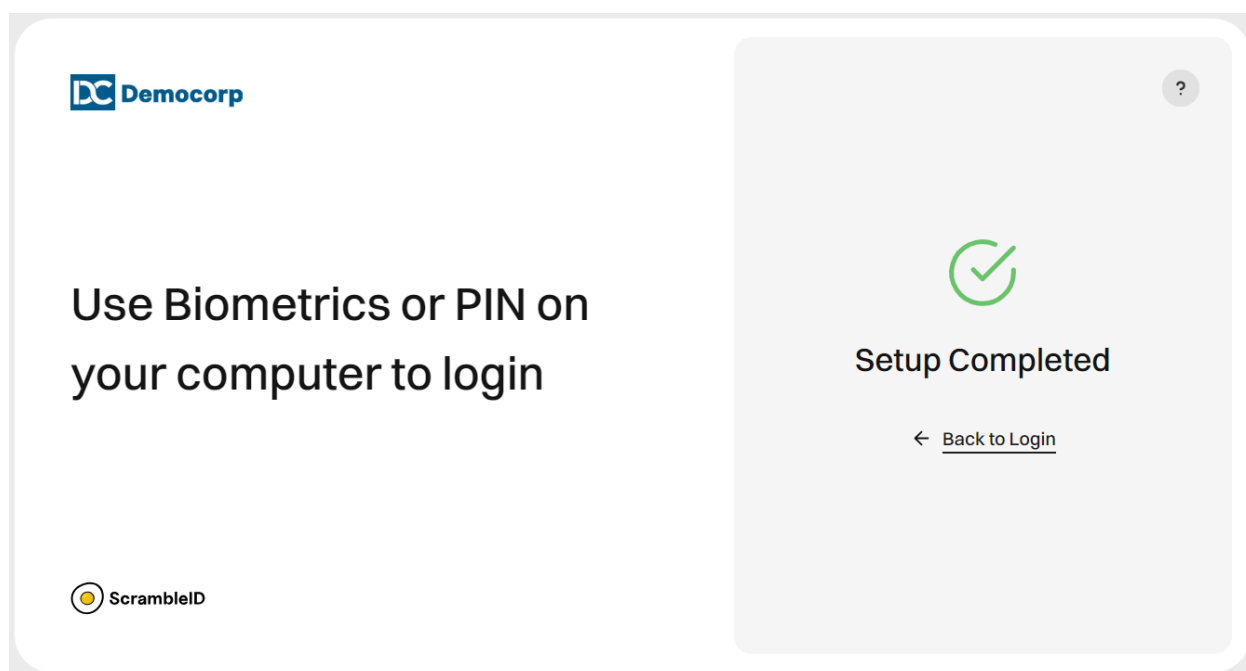 DC Democorp
?
Use Biometrics or PIN on
your computer to login
Setup Completed
← Back to Login
ScrambleID